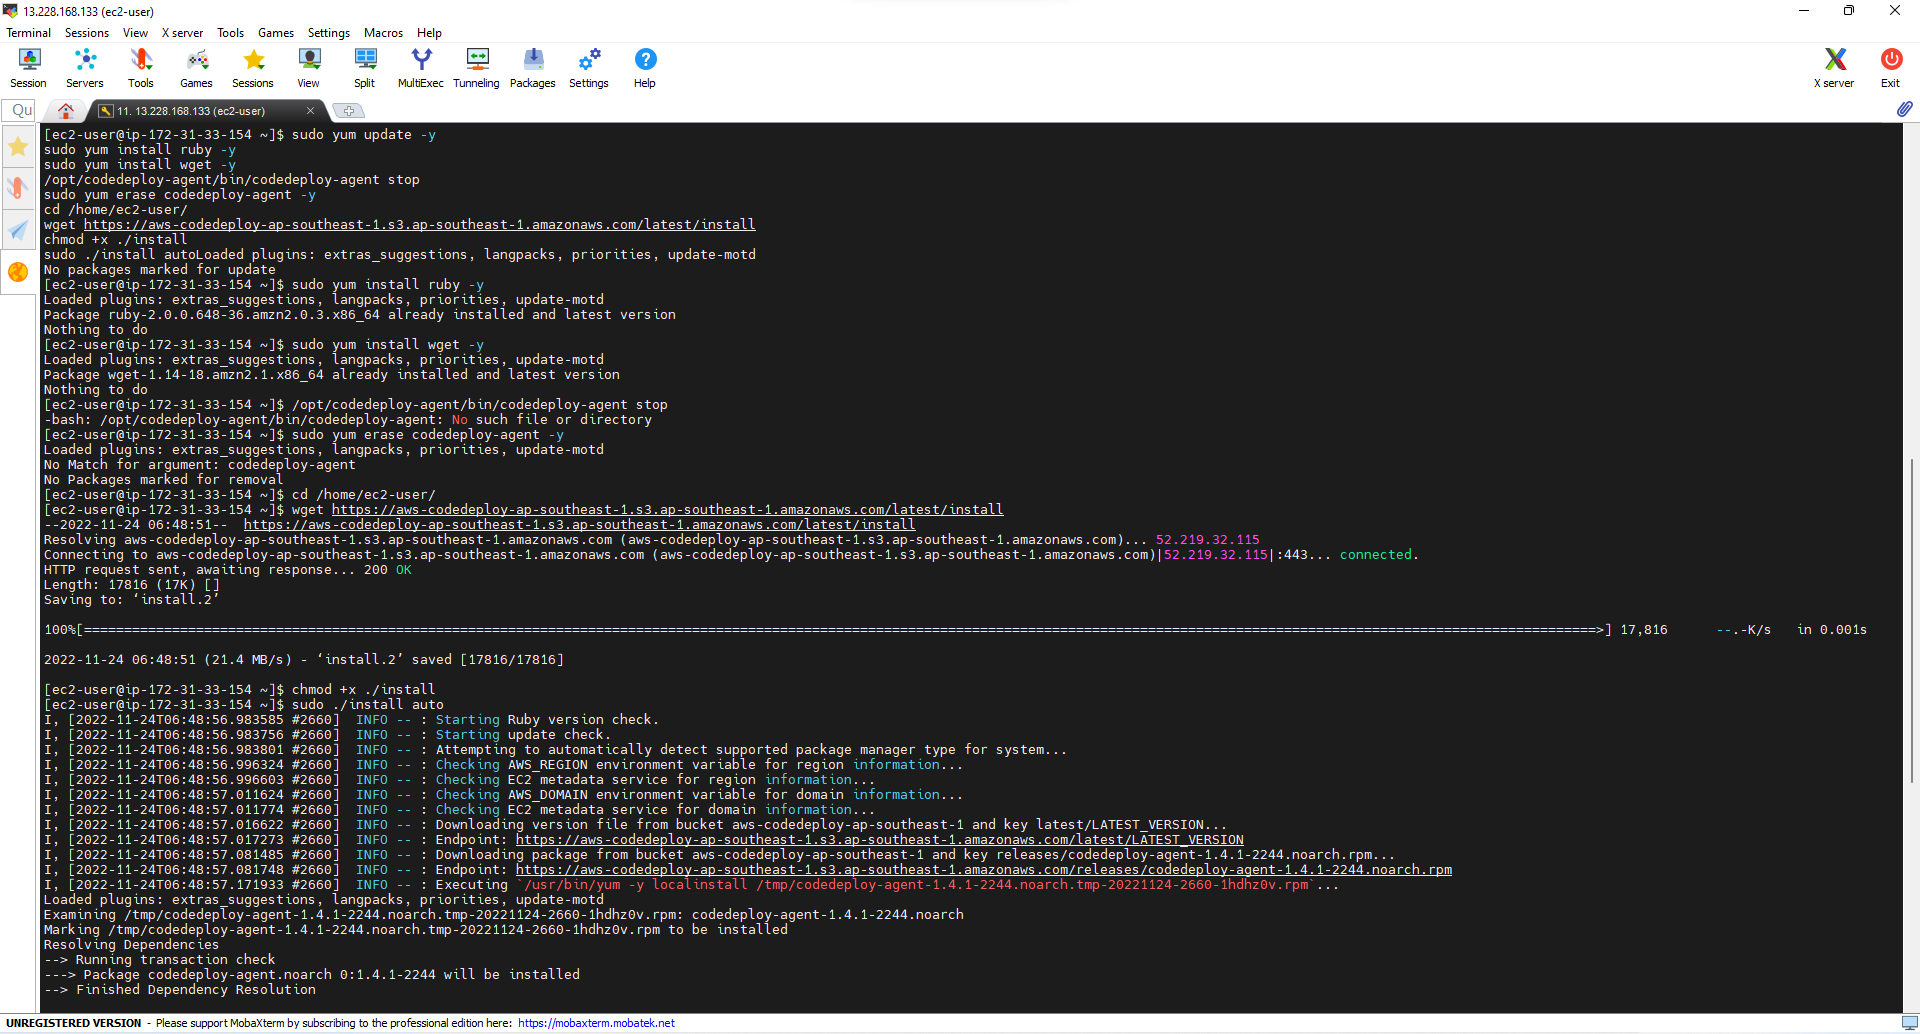 13.228.168.133 (ec2-user)
Terminal Sessions View X server Tools Games Settings Macros Help
Session Servers Tools Games Sessions View Split MultiExec Tunneling Packages Settings Help X server Exit
Qu 11. 13.228.168.133 (ec2-user)
[ec2-user@ip-172-31-33-154 ~]$ sudo yum update -y
sudo yum install ruby -y
sudo yum install wget -y
/opt/codedeploy-agent/bin/codedeploy-agent stop
sudo yum erase codedeploy-agent -y
cd /home/ec2-user/
wget https://aws-codedeploy-ap-southeast-1.s3.ap-southeast-1.amazonaws.com/latest/install
chmod +x ./install
sudo ./install autoLoaded plugins: extras_suggestions, langpacks, priorities, update-motd
No packages marked for update
[ec2-user@ip-172-31-33-154 ~]$ sudo yum install ruby -y
Loaded plugins: extras_suggestions, langpacks, priorities, update-motd
Package ruby-2.0.0.648-36.amzn2.0.3.x86_64 already installed and latest version
Nothing to do
[ec2-user@ip-172-31-33-154 ~]$ sudo yum install wget -y
Loaded plugins: extras_suggestions, langpacks, priorities, update-motd
Package wget-1.14-18.amzn2.1.x86_64 already installed and latest version
Nothing to do
[ec2-user@ip-172-31-33-154 ~]$ /opt/codedeploy-agent/bin/codedeploy-agent stop
-bash: /opt/codedeploy-agent/bin/codedeploy-agent: No such file or directory
[ec2-user@ip-172-31-33-154 ~]$ sudo yum erase codedeploy-agent -y
Loaded plugins: extras_suggestions, langpacks, priorities, update-motd
No Match for argument: codedeploy-agent
No Packages marked for removal
[ec2-user@ip-172-31-33-154 ~]$ cd /home/ec2-user/
[ec2-user@ip-172-31-33-154 ~]$ wget https://aws-codedeploy-ap-southeast-1.s3.ap-southeast-1.amazonaws.com/latest/install
--2022-11-24 06:48:51--  https://aws-codedeploy-ap-southeast-1.s3.ap-southeast-1.amazonaws.com/latest/install
Resolving aws-codedeploy-ap-southeast-1.s3.ap-southeast-1.amazonaws.com (aws-codedeploy-ap-southeast-1.s3.ap-southeast-1.amazonaws.com)... 52.219.32.115
Connecting to aws-codedeploy-ap-southeast-1.s3.ap-southeast-1.amazonaws.com (aws-codedeploy-ap-southeast-1.s3.ap-southeast-1.amazonaws.com)|52.219.32.115|:443... connected.
HTTP request sent, awaiting response... 200 OK
Length: 17816 (17K) []
Saving to: ‘install.2’
100%[=============================================================================================================================================================================================>] 17,816      --.-K/s   in 0.001s
2022-11-24 06:48:51 (21.4 MB/s) - ‘install.2’ saved [17816/17816]
[ec2-user@ip-172-31-33-154 ~]$ chmod +x ./install
[ec2-user@ip-172-31-33-154 ~]$ sudo ./install auto
I, [2022-11-24T06:48:56.983585 #2660]  INFO -- : Starting Ruby version check.
I, [2022-11-24T06:48:56.983756 #2660]  INFO -- : Starting update check.
I, [2022-11-24T06:48:56.983801 #2660]  INFO -- : Attempting to automatically detect supported package manager type for system...
I, [2022-11-24T06:48:56.996324 #2660]  INFO -- : Checking AWS_REGION environment variable for region information...
I, [2022-11-24T06:48:56.996603 #2660]  INFO -- : Checking EC2 metadata service for region information...
I, [2022-11-24T06:48:57.011624 #2660]  INFO -- : Checking AWS_DOMAIN environment variable for domain information...
I, [2022-11-24T06:48:57.011774 #2660]  INFO -- : Checking EC2 metadata service for domain information...
I, [2022-11-24T06:48:57.016622 #2660]  INFO -- : Downloading version file from bucket aws-codedeploy-ap-southeast-1 and key latest/LATEST_VERSION...
I, [2022-11-24T06:48:57.017273 #2660]  INFO -- : Endpoint: https://aws-codedeploy-ap-southeast-1.s3.ap-southeast-1.amazonaws.com/latest/LATEST_VERSION
I, [2022-11-24T06:48:57.081485 #2660]  INFO -- : Downloading package from bucket aws-codedeploy-ap-southeast-1 and key releases/codedeploy-agent-1.4.1-2244.noarch.rpm...
I, [2022-11-24T06:48:57.081748 #2660]  INFO -- : Endpoint: https://aws-codedeploy-ap-southeast-1.s3.ap-southeast-1.amazonaws.com/releases/codedeploy-agent-1.4.1-2244.noarch.rpm
I, [2022-11-24T06:48:57.171933 #2660]  INFO -- : Executing `/usr/bin/yum -y localinstall /tmp/codedeploy-agent-1.4.1-2244.noarch.tmp-20221124-2660-1hdhz0v.rpm`...
Loaded plugins: extras_suggestions, langpacks, priorities, update-motd
Examining /tmp/codedeploy-agent-1.4.1-2244.noarch.tmp-20221124-2660-1hdhz0v.rpm: codedeploy-agent-1.4.1-2244.noarch
Marking /tmp/codedeploy-agent-1.4.1-2244.noarch.tmp-20221124-2660-1hdhz0v.rpm to be installed
Resolving Dependencies
--> Running transaction check
---> Package codedeploy-agent.noarch 0:1.4.1-2244 will be installed
--> Finished Dependency Resolution
UNREGISTERED VERSION - Please support MobaXterm by subscribing to the professional edition here: https://mobaxterm.mobatek.net